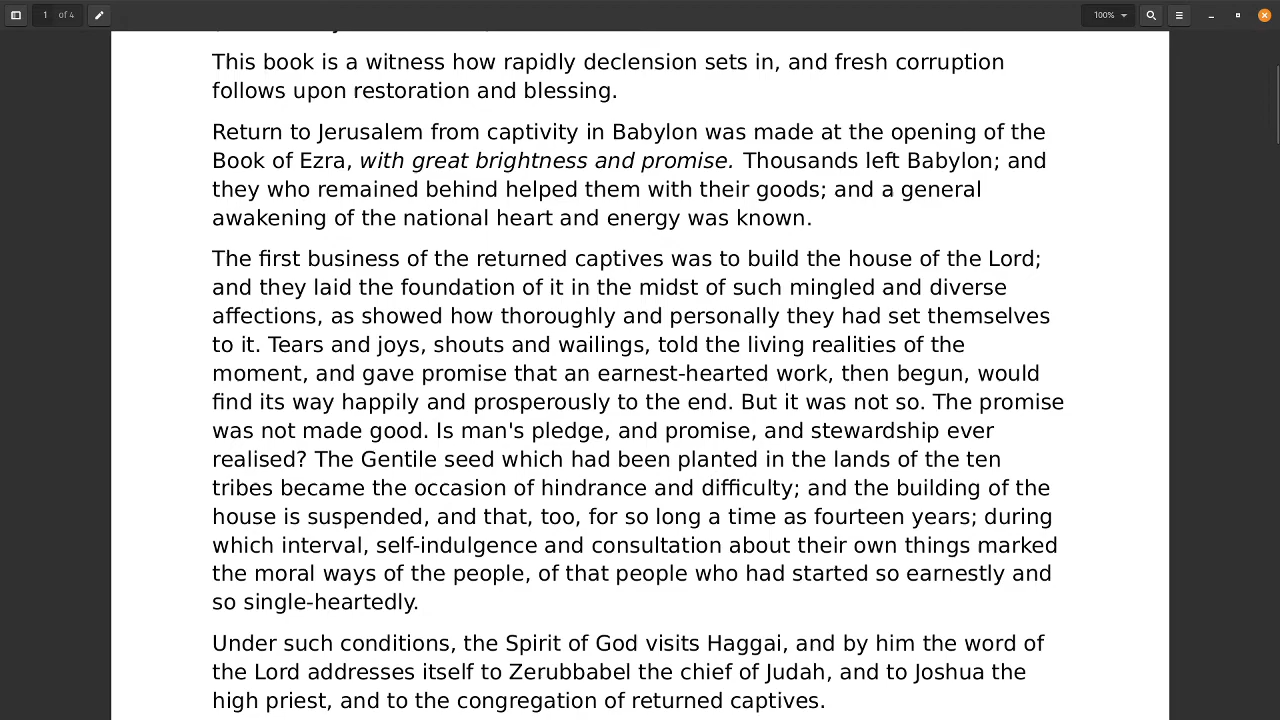 1 of 4
100%
This book is a witness how rapidly declension sets in, and fresh corruption
follows upon restoration and blessing.
Return to Jerusalem from captivity in Babylon was made at the opening of the
Book of Ezra, with great brightness and promise. Thousands left Babylon; and
they who remained behind helped them with their goods; and a general
awakening of the national heart and energy was known.
The first business of the returned captives was to build the house of the Lord;
and they laid the foundation of it in the midst of such mingled and diverse
affections, as showed how thoroughly and personally they had set themselves
to it. Tears and joys, shouts and wailings, told the living realities of the
moment, and gave promise that an earnest-hearted work, then begun, would
find its way happily and prosperously to the end. But it was not so. The promise
was not made good. Is man's pledge, and promise, and stewardship ever
realised? The Gentile seed which had been planted in the lands of the ten
tribes became the occasion of hindrance and difficulty; and the building of the
house is suspended, and that, too, for so long a time as fourteen years; during
which interval, self-indulgence and consultation about their own things marked
the moral ways of the people, of that people who had started so earnestly and
so single-heartedly.
Under such conditions, the Spirit of God visits Haggai, and by him the word of
the Lord addresses itself to Zerubbabel the chief of Judah, and to Joshua the
high priest, and to the congregation of returned captives.